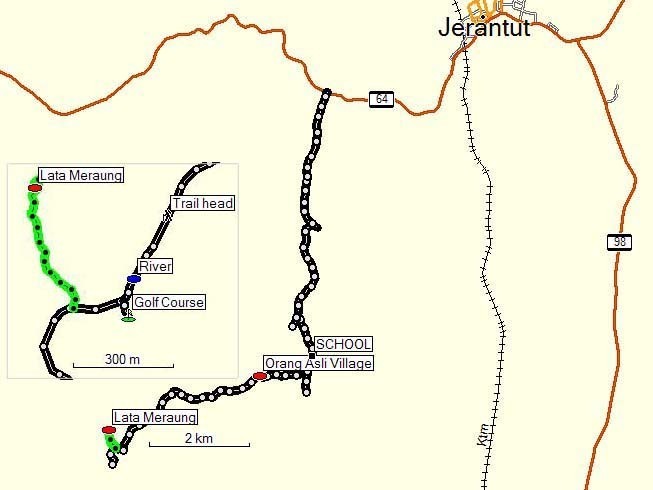 Jerantut
64
Lata Meraung
Trail head
98
River
Golf Course
SCHOOL
300 m
Orang Asli Village
Lata Meraung
2 km
Ktm